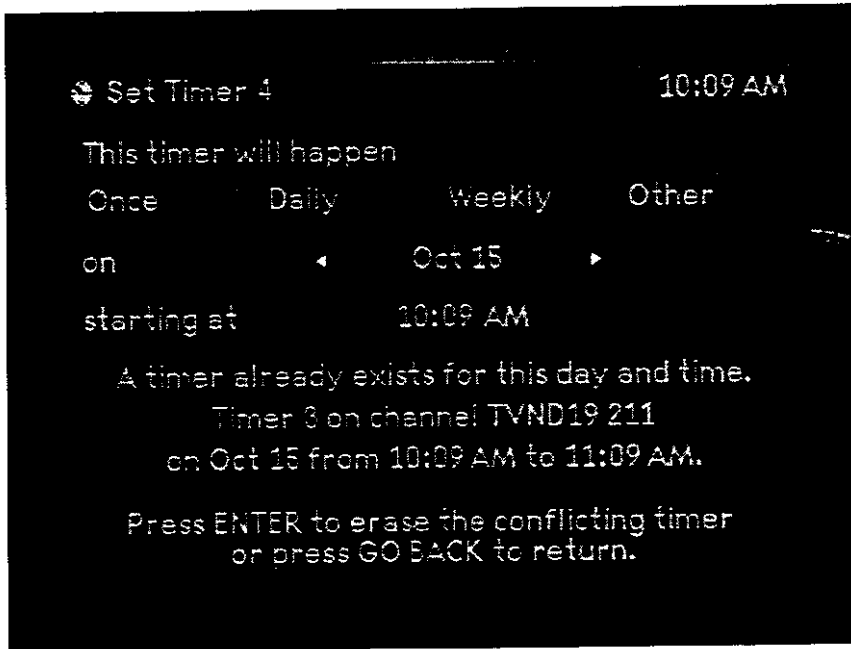 Set Timer 4 10:09 AM
This timer will happen
Once Daily Weekly Other
on Oct 15
starting at 10:09 AM
A timer already exists for this day and time.
Timer 3 on channel TVND19 211
on Oct 15 from 10:09 AM to 11:09 AM.
Press ENTER to erase the conflicting timer
or press GO BACK to return.